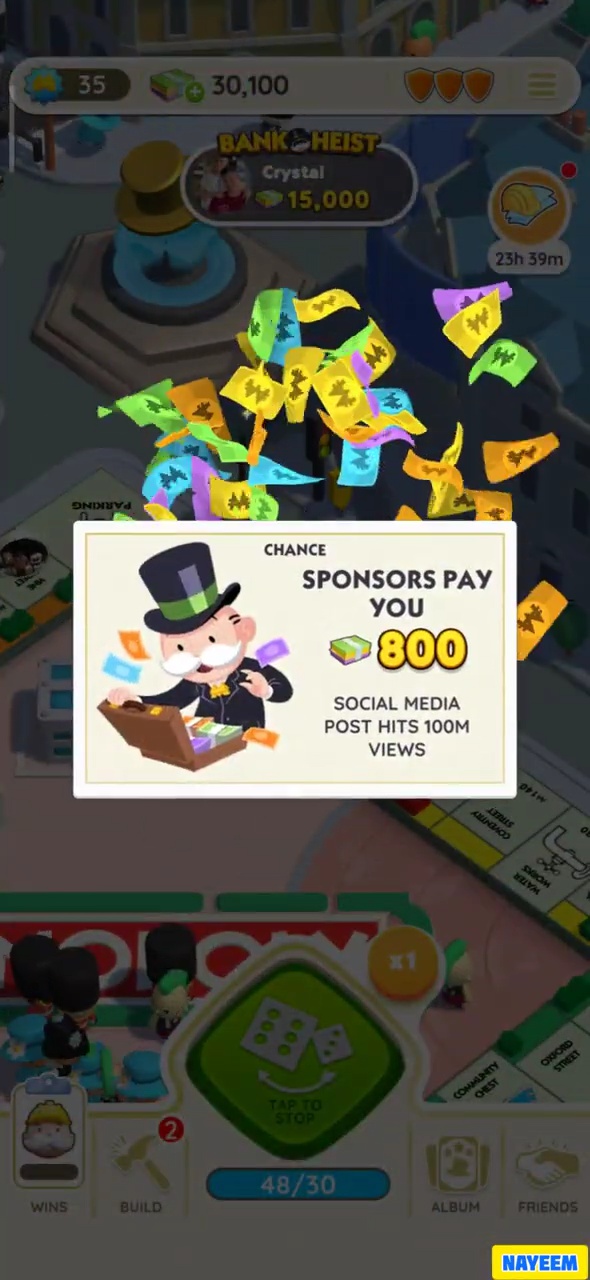 35
30,100
BANK HEIST
Crystal
15,000
23h 39m
PARKING
CHANCE
SPONSORS PAY
YOU
800
SOCIAL MEDIA
POST HITS 100M
VIEWS
₩140
COVENTRY
STREET
WATER
WORKS
MONOPOLY
x1
TAP TO
STOP
COMMUNITY
CHEST
OXFORD
STREET
2
WINS
BUILD
48/30
ALBUM
FRIENDS
NAYEEM